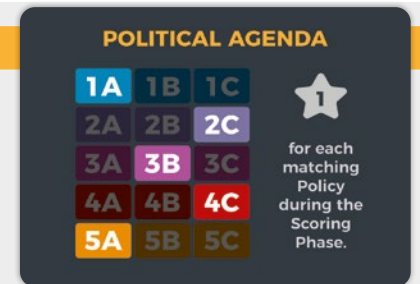 POLITICAL AGENDA
1A 1B 1C
2A 2B 2C
3A 3B 3C
4A 4B 4C
5A 5B 5C
1
for each
matching
Policy
during the
Scoring
Phase.